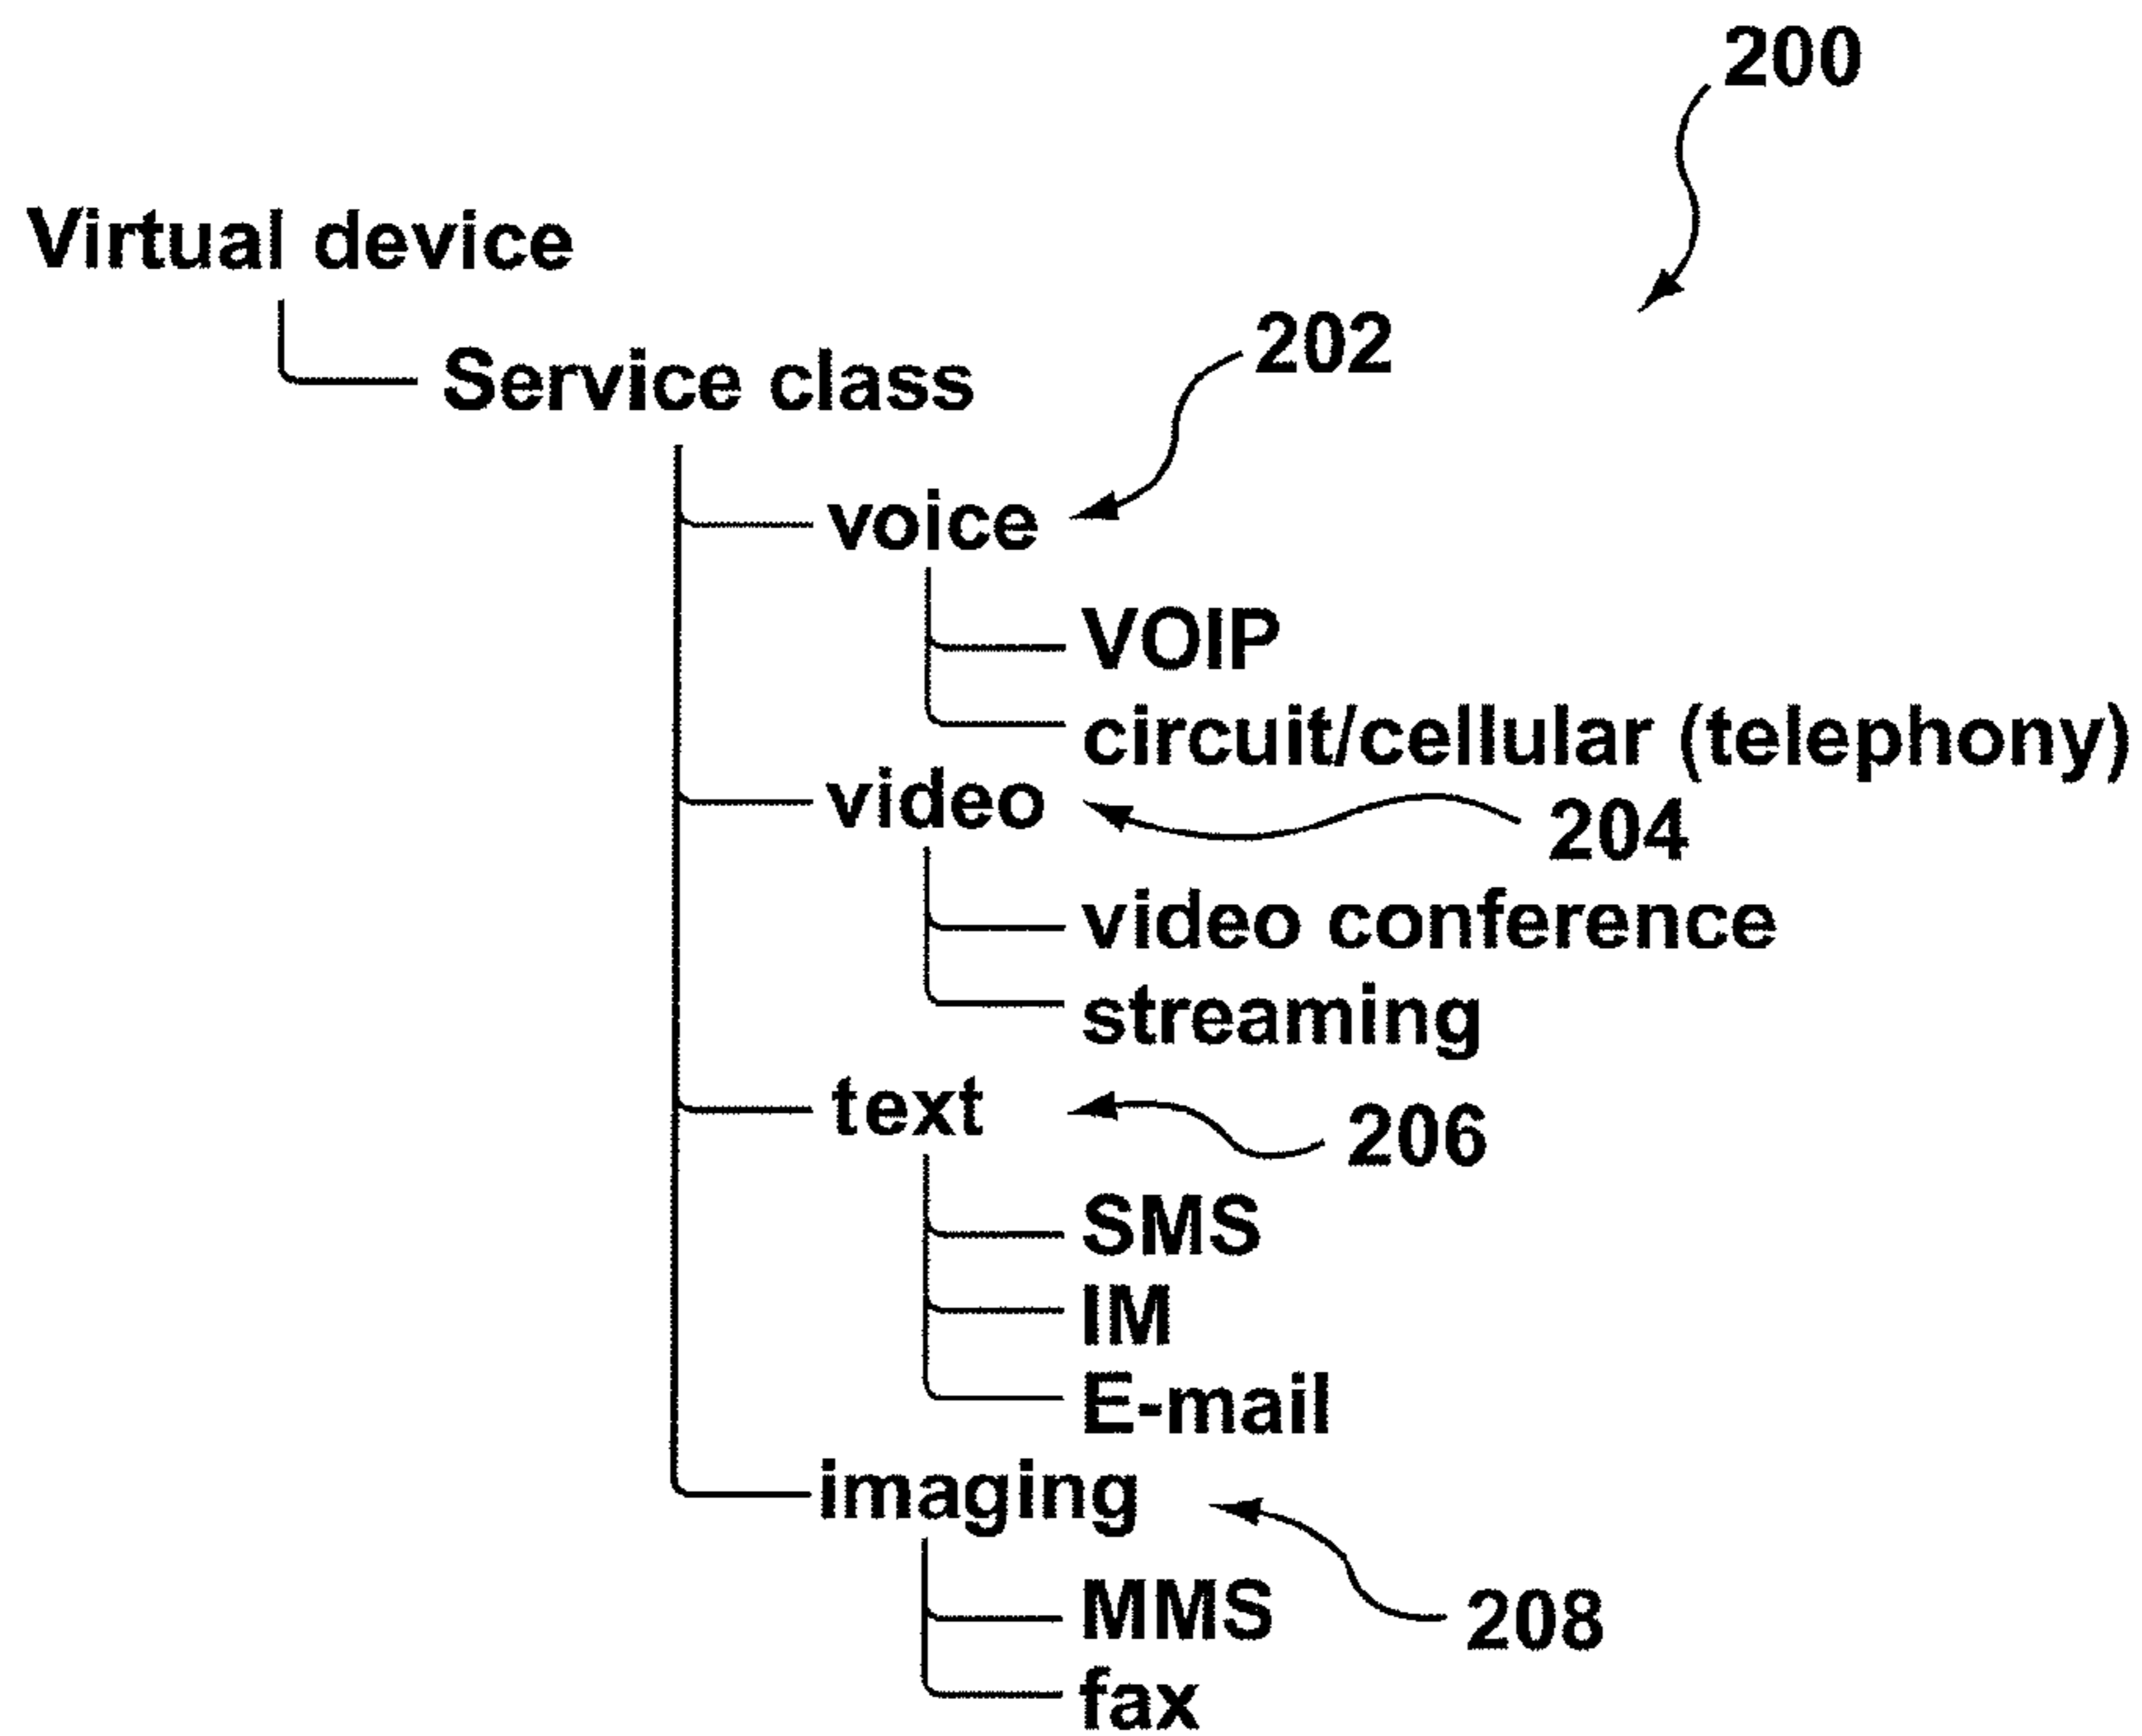 200
Virtual device
Service class
202
voice
VOIP
circuit/cellular (telephony)
video
204
video conference
streaming
text
206
SMS
IM
E-mail
imaging
MMS
208
fax